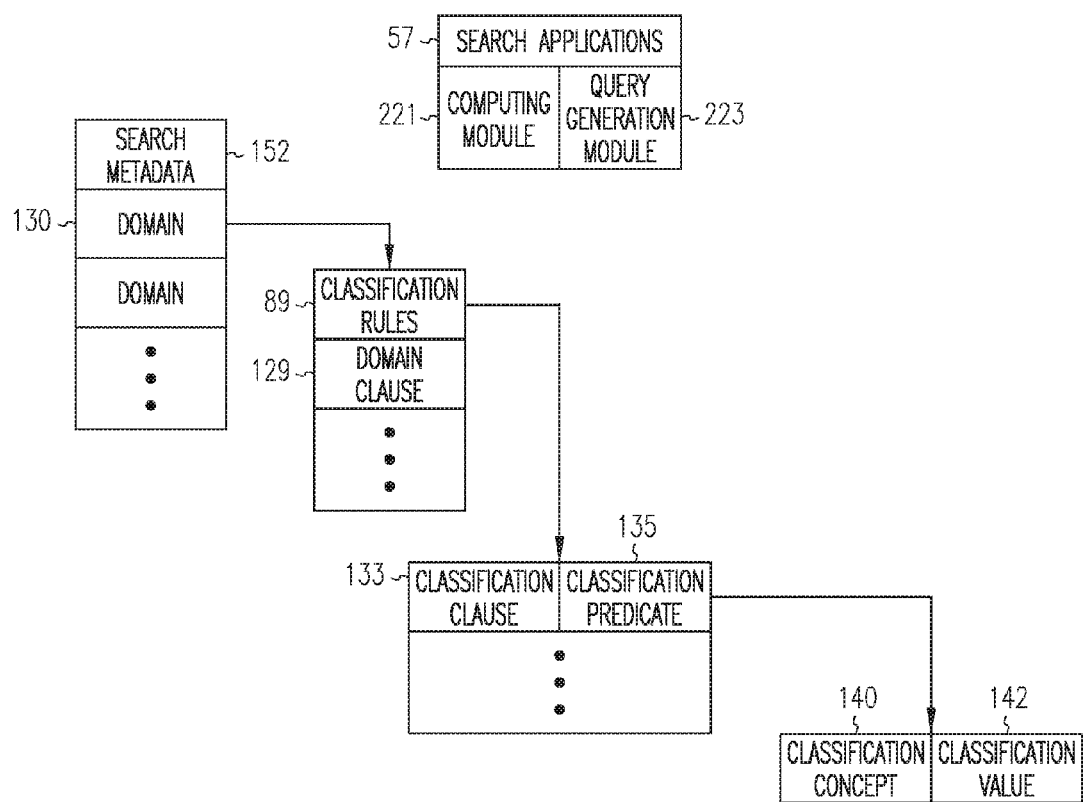 57
SEARCH APPLICATIONS
221
COMPUTING
MODULE
QUERY
GENERATION
MODULE
223
SEARCH
METADATA
152
130
DOMAIN
DOMAIN
89
CLASSIFICATION
RULES
129
DOMAIN
CLAUSE
133
CLASSIFICATION
CLAUSE
135
CLASSIFICATION
PREDICATE
140
CLASSIFICATION
CONCEPT
142
CLASSIFICATION
VALUE